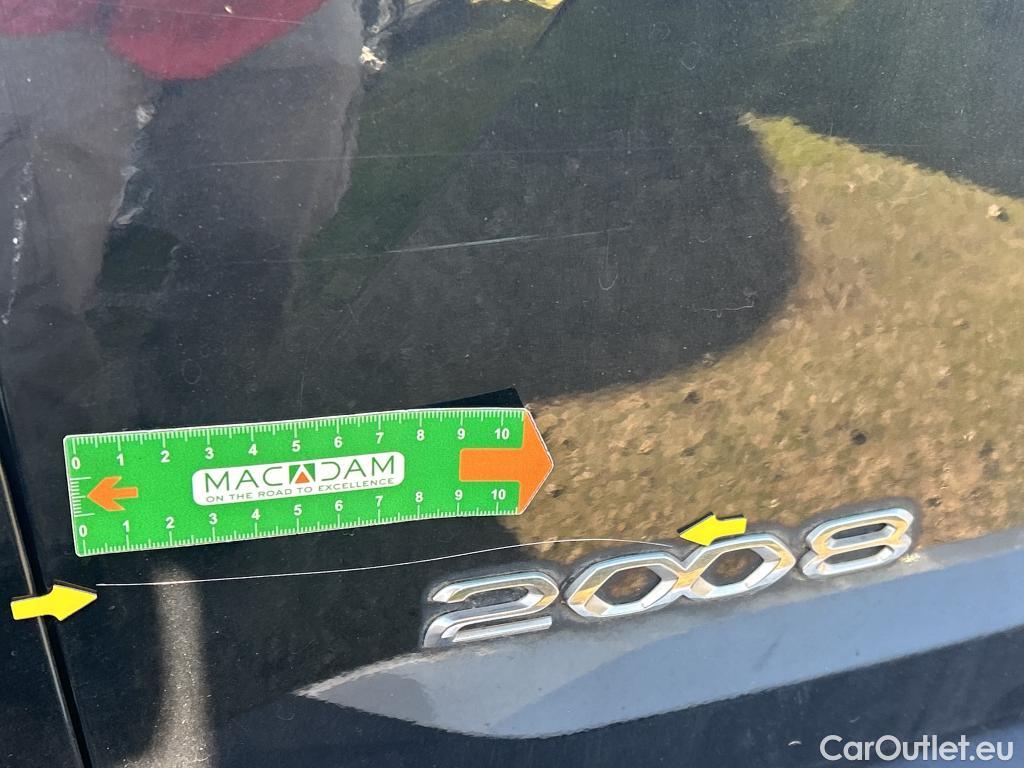 0 1 2 3 4 5 6 7 8 9 10
MACADAM
ON THE ROAD TO EXCELLENCE
0 1 2 3 4 5 6 7 8 9 10
2008
CarOutlet.eu